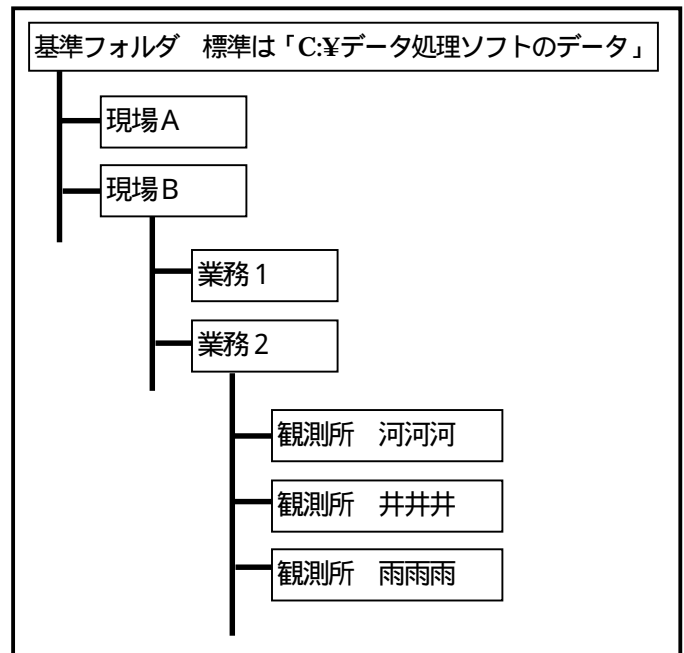 基準フォルダ　標準は「C:¥データ処理ソフトのデータ」
現場A
現場B
業務1
業務2
観測所　河河河
観測所　井井井
観測所　雨雨雨